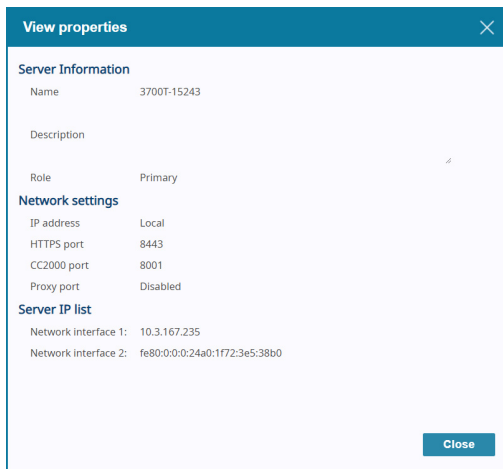 View properties
Server Information
Name 3700T-15243
Description
Role Primary
Network settings
IP address Local
HTTPS port 8443
CC2000 port 8001
Proxy port Disabled
Server IP list
Network interface 1: 10.3.167.235
Network interface 2: fe80:0:0:0:24a0:1f72:3e5:38b0
Close